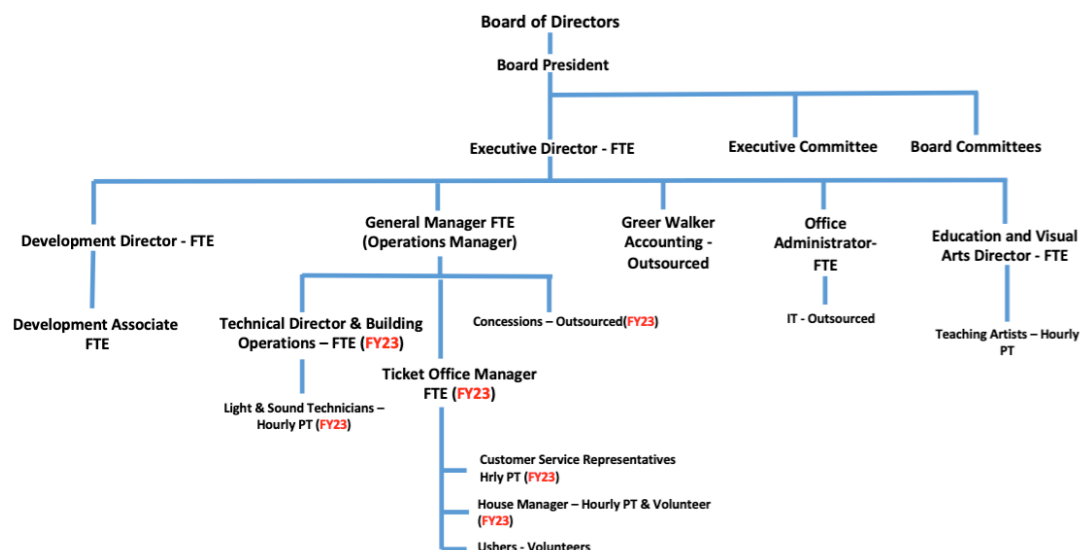 Board of Directors
Board President
Executive Director - FTE
Executive Committee
Board Committees
Development Director - FTE
General Manager FTE
(Operations Manager)
Greer Walker
Accounting -
Outsourced
Office
Administrator-
FTE
Education and Visual
Arts Director - FTE
Development Associate
FTE
Technical Director & Building
Operations – FTE (FY23)
Concessions – Outsourced(FY23)
IT - Outsourced
Teaching Artists – Hourly
PT
Ticket Office Manager
FTE (FY23)
Light & Sound Technicians –
Hourly PT (FY23)
Customer Service Representatives
Hrly PT (FY23)
House Manager – Hourly PT & Volunteer
(FY23)
Ushers - Volunteers